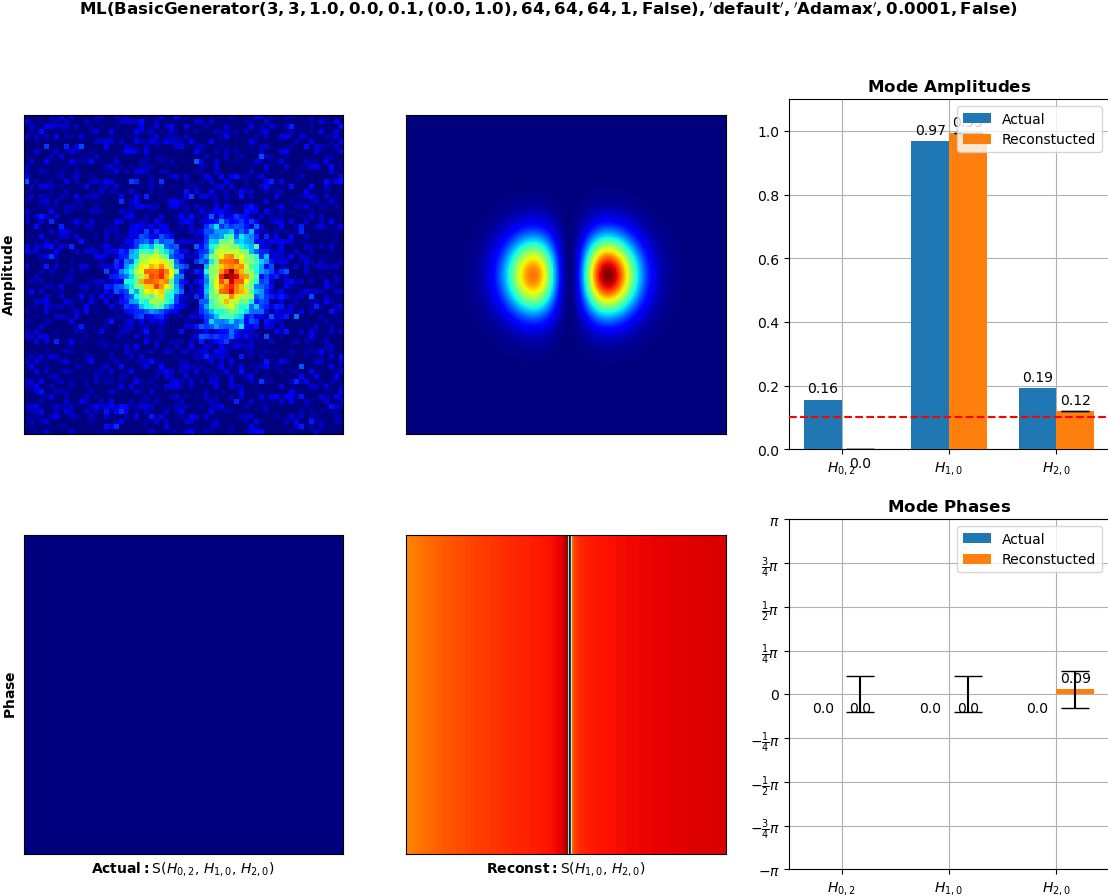 ML(BasicGenerator(3, 3, 1.0, 0.0, 0.1, (0.0, 1.0), 64, 64, 64, 1, False), ′default′, ′Adamax′, 0.0001, False)
Mode Amplitudes
Amplitude
1.0
0.8
0.6
0.4
0.2
0.0
0.16
0.0
0.97
0.19
0.12
Actual
Reconstucted
H0,2
H1,0
H2,0
Mode Phases
Phase
π
3/4π
1/2π
1/4π
0
−1/4π
−1/2π
−3/4π
−π
0.0
0.0
0.0
0.0
0.0
0.09
Actual
Reconstucted
H0,2
H1,0
H2,0
Actual: S(H0,2, H1,0, H2,0)
Reconst: S(H1,0, H2,0)